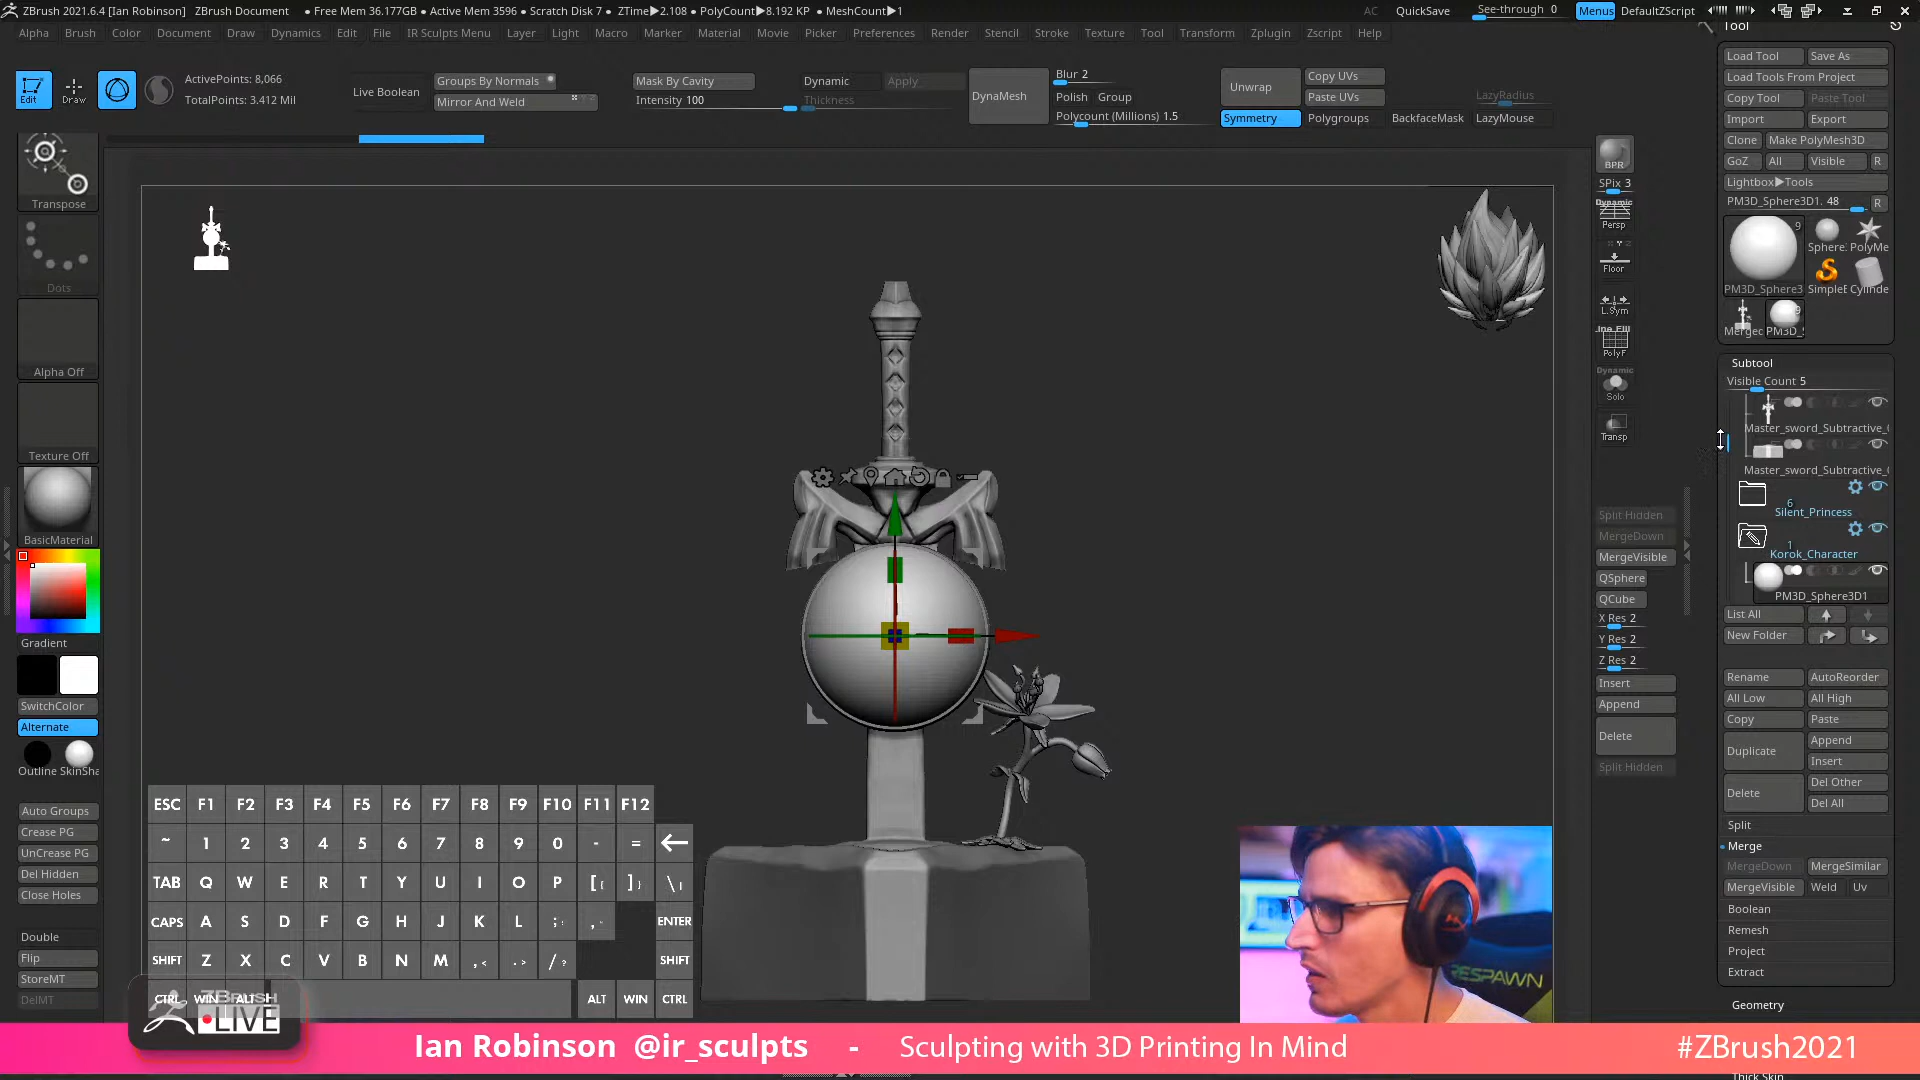 ZBrush 2021.6.4 [Ian Robinson] ZBrush Document • Free Mem 36.177GB • Active Mem 3596 • Scratch Disk 7 • ZTime▶2.108 • PolyCount▶8.192 KP • MeshCount▶1 AC QuickSave See-through 0 Menus DefaultZScript
Alpha Brush Color Document Draw Dynamics Edit File IR Sculpts Menu Layer Light Macro Marker Material Movie Picker Preferences Render Stencil Stroke Texture Tool Transform Zplugin Zscript Help
Edit Draw
ActivePoints: 8,066
TotalPoints: 3.412 Mil
Live Boolean
Groups By Normals
Mirror And Weld
Mask By Cavity
Intensity 100
Dynamic Apply
Thickness
DynaMesh
Blur 2
Polish Group
Polycount (Millions) 1.5
Unwrap
Copy UVs
Paste UVs
LazyRadius
Symmetry Polygroups BackfaceMask LazyMouse
Transpose
Dots
Alpha Off
Texture Off
BasicMaterial
Gradient
SwitchColor
Alternate
Outline SkinSha
Auto Groups
Crease PG
UnCrease PG
Del Hidden
Close Holes
Double
Flip
StoreMT
DelMT
BPR
SPix 3
Dynamic
Persp
Floor
L.Sym
Line Fill
PolyF
Dynamic
Solo
Transp
Split Hidden
MergeDown
MergeVisible
QSphere
QCube
X Res 2
Y Res 2
Z Res 2
Insert
Append
Delete
Split Hidden
Tool
Load Tool Save As
Load Tools From Project
Copy Tool Paste Tool
Import Export
Clone Make PolyMesh3D
GoZ All Visible R
Lightbox▶Tools
PM3D_Sphere3D1. 48 R
9
Sphere. PolyMe
PM3D_Sphere3 SimpleB Cylinde
9
Mergec PM3D_S
Subtool
Visible Count 5
Master_sword_Subtractive_
Master_sword_Subtractive_
6
Silent_Princess
1
Korok_Character
PM3D_Sphere3D1
List All
New Folder
Rename AutoReorder
All Low All High
Copy Paste
Duplicate Append
Insert
Delete Del Other
Del All
Split
Merge
MergeDown MergeSimilar
MergeVisible Weld Uv
Boolean
Remesh
Project
Extract
Geometry
Thick Skin
ESC F1 F2 F3 F4 F5 F6 F7 F8 F9 F10 F11 F12
~ 1 2 3 4 5 6 7 8 9 0 - =
TAB Q W E R T Y U I O P [{ ]} \|
CAPS A S D F G H J K L ;: ,. ENTER
SHIFT Z X C V B N M ,< .> /? SHIFT
CTRL WIN ALT ALT WIN CTRL
ZBRUSH
LIVE
RESPAWN
Ian Robinson @ir_sculpts - Sculpting with 3D Printing In Mind #ZBrush2021